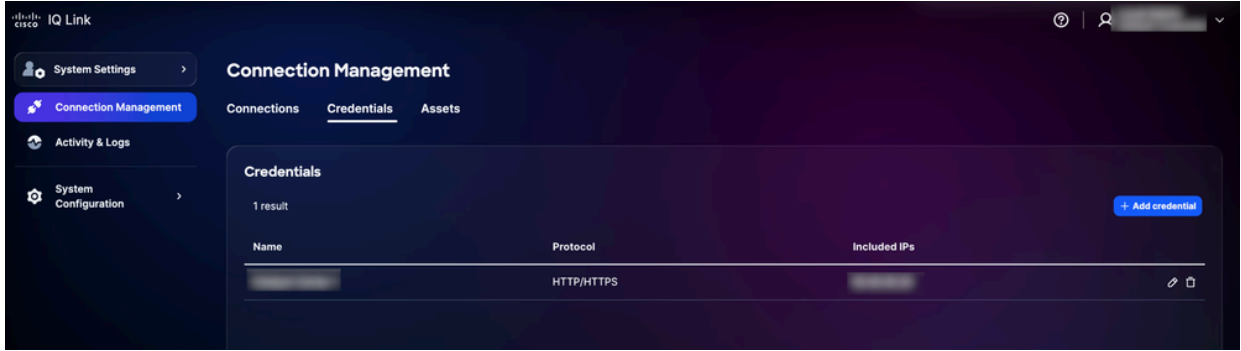 cisco IQ Link
System Settings
Connection Management
Activity & Logs
System
Configuration
Connection Management
Connections Credentials Assets
Credentials
1 result
+ Add credential
Name Protocol Included IPs
HTTP/HTTPS